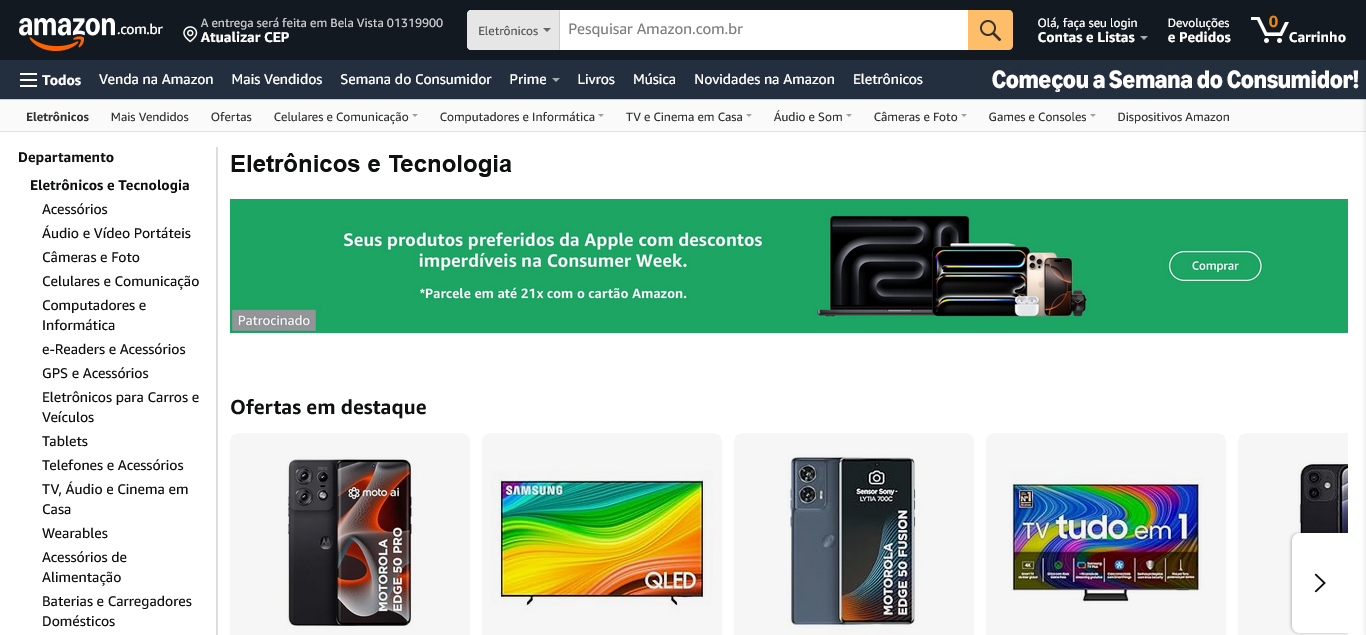 amazon.com.br
A entrega será feita em Bela Vista 01319900
Atualizar CEP
Eletrônicos
Pesquisar Amazon.com.br
Olá, faça seu login
Contas e Listas
Devoluções
e Pedidos
0
Carrinho
Todos
Venda na Amazon
Mais Vendidos
Semana do Consumidor
Prime
Livros
Música
Novidades na Amazon
Eletrônicos
Começou a Semana do Consumidor!
Eletrônicos
Mais Vendidos
Ofertas
Celulares e Comunicação
Computadores e Informática
TV e Cinema em Casa
Áudio e Som
Câmeras e Foto
Games e Consoles
Dispositivos Amazon
Departamento
Eletrônicos e Tecnologia
Acessórios
Áudio e Vídeo Portáteis
Câmeras e Foto
Celulares e Comunicação
Computadores e
Informática
e-Readers e Acessórios
GPS e Acessórios
Eletrônicos para Carros e
Veículos
Tablets
Telefones e Acessórios
TV, Áudio e Cinema em
Casa
Wearables
Acessórios de
Alimentação
Baterias e Carregadores
Domésticos
Eletrônicos e Tecnologia
Seus produtos preferidos da Apple com descontos
imperdíveis na Consumer Week.
*Parcele em até 21x com o cartão Amazon.
Comprar
Patrocinado
Ofertas em destaque
moto ai
MOTOROLA
EDGE 50 PRO
SAMSUNG
QLED
Sensor Sony -
LYTIA 700C
MOTOROLA
EDGE 50 FUSION
TV tudo em 1